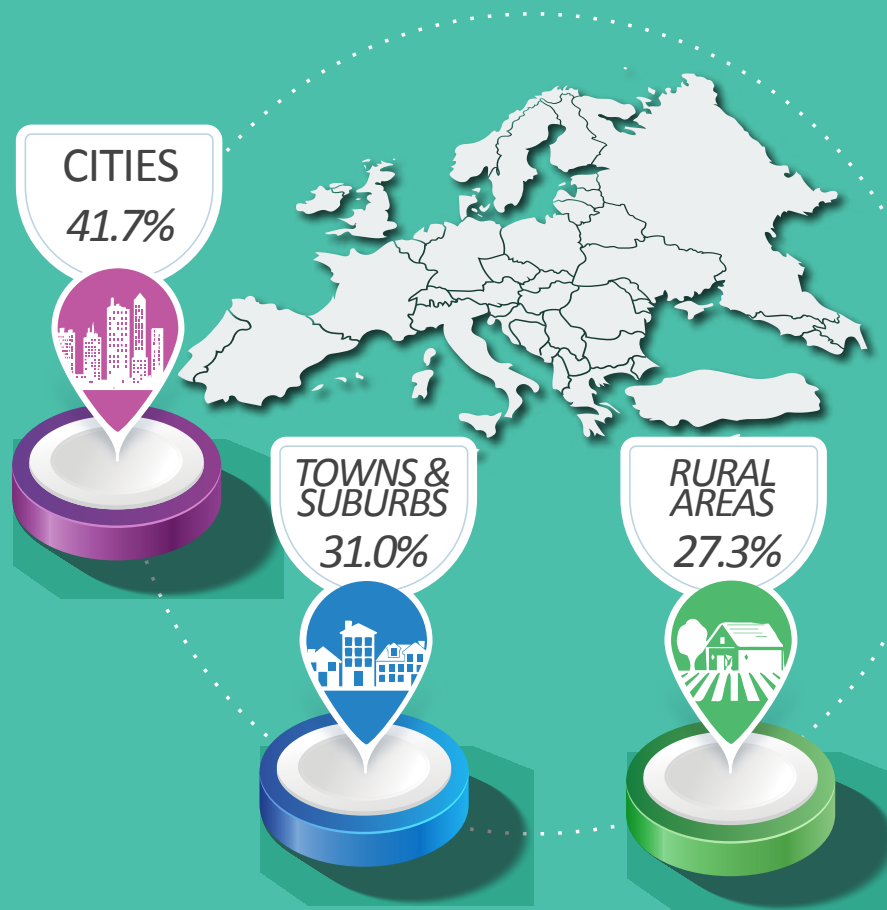 CITIES
41.7%
TOWNS &
SUBURBS
31.0%
RURAL
AREAS
27.3%